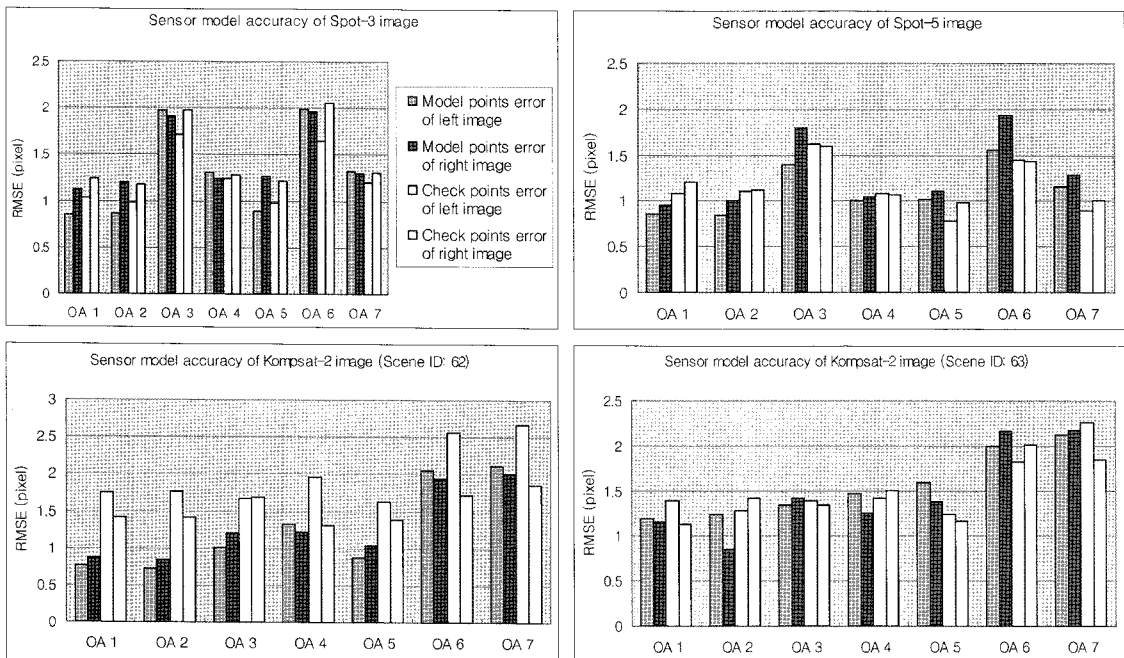 Sensor model accuracy of Spot-3 image
RMSE (pixel)
2.5
2
1.5
1
0.5
0
OA 1 OA 2 OA 3 OA 4 OA 5 OA 6 OA 7
Model points error
of left image
Model points error
of right image
Check points error
of left image
Check points error
of right image
Sensor model accuracy of Spot-5 image
RMSE (pixel)
2.5
2
1.5
1
0.5
0
OA 1 OA 2 OA 3 OA 4 OA 5 OA 6 OA 7
Sensor model accuracy of Kompsat-2 image (Scene ID: 62)
RMSE (pixel)
3
2.5
2
1.5
1
0.5
0
OA 1 OA 2 OA 3 OA 4 OA 5 OA 6 OA 7
Sensor model accuracy of Kompsat-2 image (Scene ID: 63)
RMSE (pixel)
2.5
2
1.5
1
0.5
0
OA 1 OA 2 OA 3 OA 4 OA 5 OA 6 OA 7